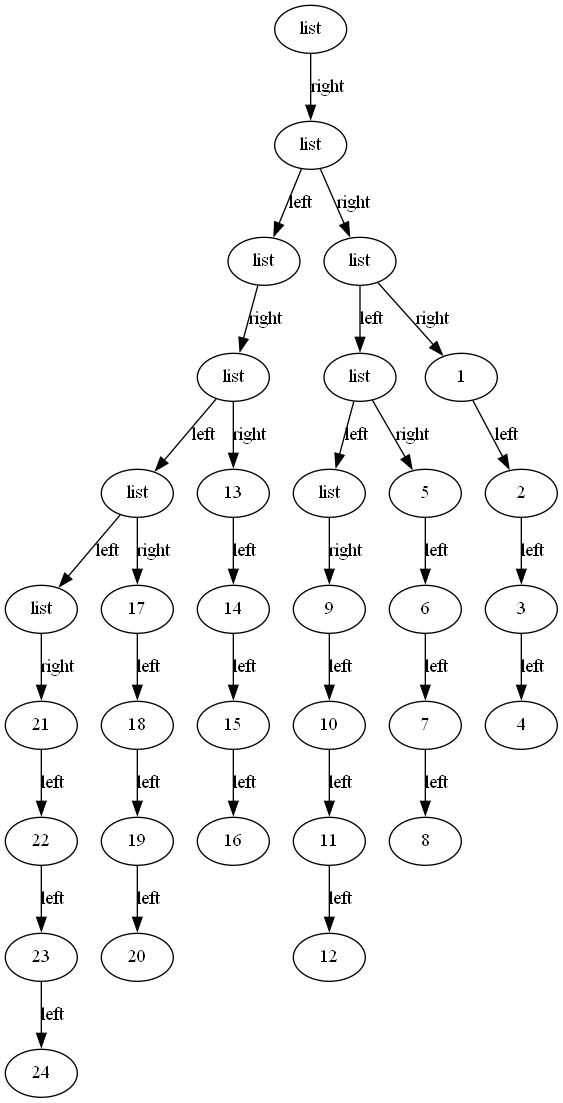 list
right
list
left right
list list
right left right
list list 1
left right left right left
list 13 list 5 2
left right left right left left
list 17 14 9 6 3
right left left left left left
21 18 15 10 7 4
left left left left left
22 19 16 11 8
left left left
23 20 12
left
24